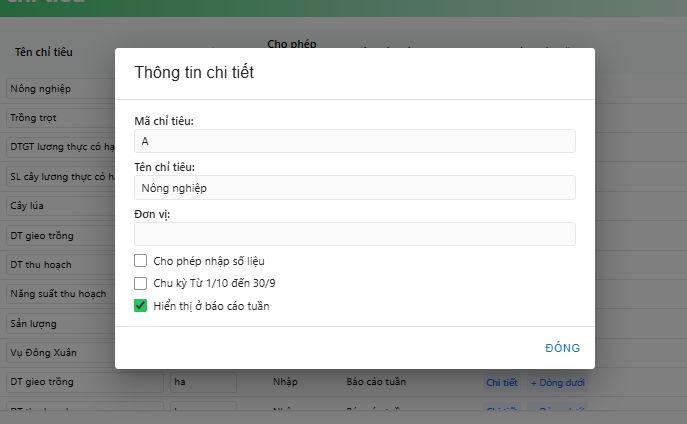 Tên chỉ tiêu
Cho phép
Nông nghiệp
Trồng trọt
DTGT lương thực có hạ
SL cây lương thực có h
Cây lúa
DT gieo trồng
DT thu hoạch
Năng suất thu hoạch
Sản lượng
Vụ Đông Xuân
Thông tin chi tiết
Mã chỉ tiêu:
A
Tên chỉ tiêu:
Nông nghiệp
Đơn vị:
Cho phép nhập số liệu
Chu kỳ Từ 1/10 đến 30/9
Hiển thị ở báo cáo tuần
ĐÓNG
DT gieo trồng ha Nhập Báo cáo tuần Chi tiết + Dòng dưới